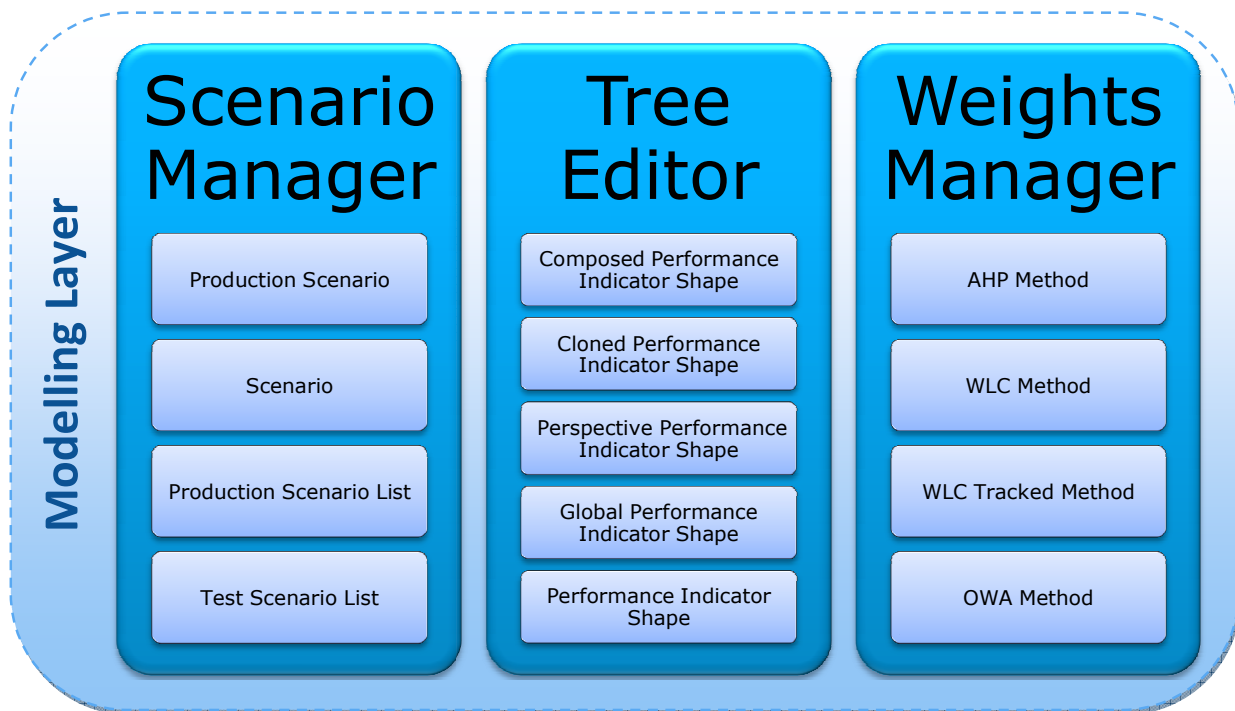 Modelling Layer
Scenario
Manager
Production Scenario
Scenario
Production Scenario List
Test Scenario List
Tree
Editor
Composed Performance
Indicator Shape
Cloned Performance
Indicator Shape
Perspective Performance
Indicator Shape
Global Performance
Indicator Shape
Performance Indicator
Shape
Weights
Manager
AHP Method
WLC Method
WLC Tracked Method
OWA Method